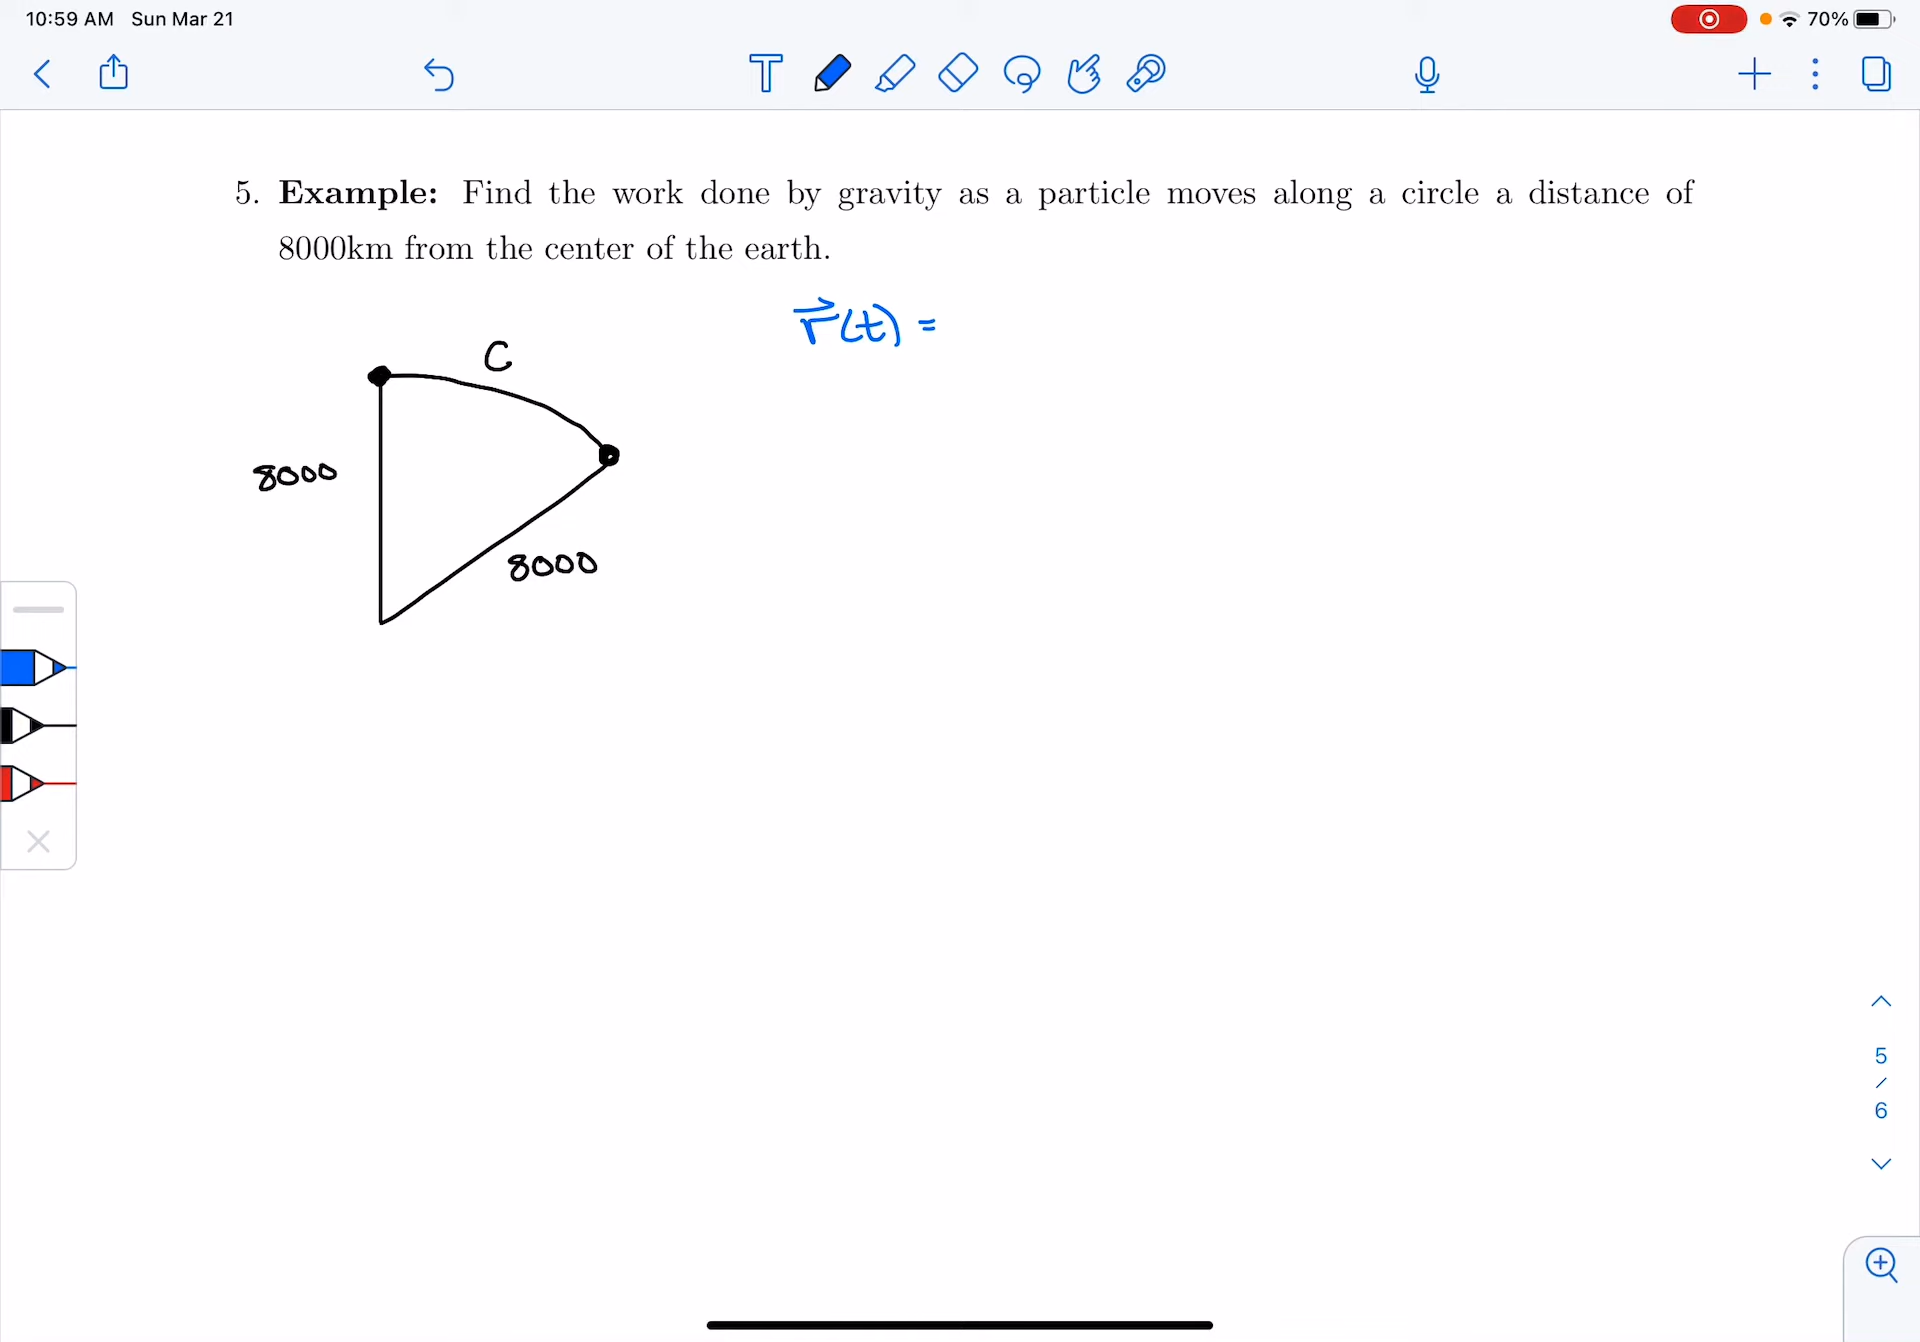 10:59 AM Sun Mar 21
70%
T
5. Example: Find the work done by gravity as a particle moves along a circle a distance of
8000km from the center of the earth.
r⃗(t) =
C
8000
8000
5
/
6